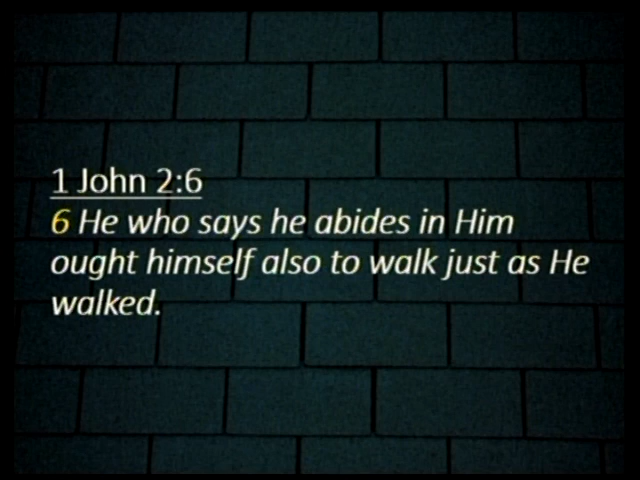 1 John 2:6
6 He who says he abides in Him
ought himself also to walk just as He
walked.